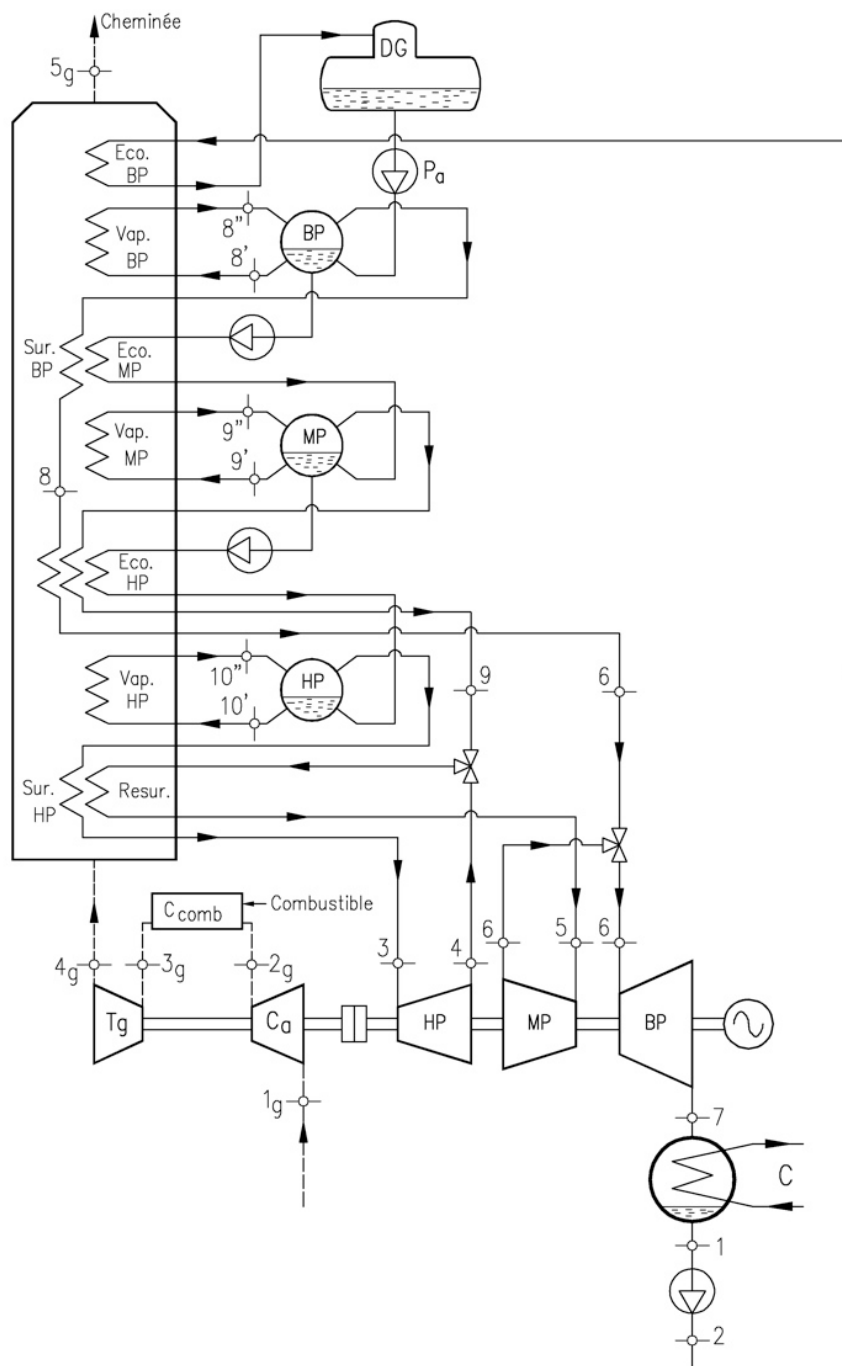 Cheminée
DG
5g
Eco.
BP
Pa
8"
BP
Vap.
BP
8'
Sur.
BP
Eco.
MP
9"
MP
Vap.
MP
9'
8
Eco.
HP
10"
HP
9
6
Vap.
HP
10'
Sur.
HP
Resur.
Ccomb
Combustible
4g
3g
2g
3
4
6
5
6
Tg
Ca
HP
MP
BP
1g
7
C
1
2